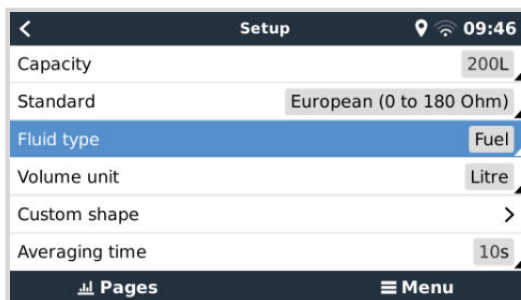 Setup 09:46
Capacity 200L
Standard European (0 to 180 Ohm)
Fluid type Fuel
Volume unit Litre
Custom shape
Averaging time 10s
Pages Menu